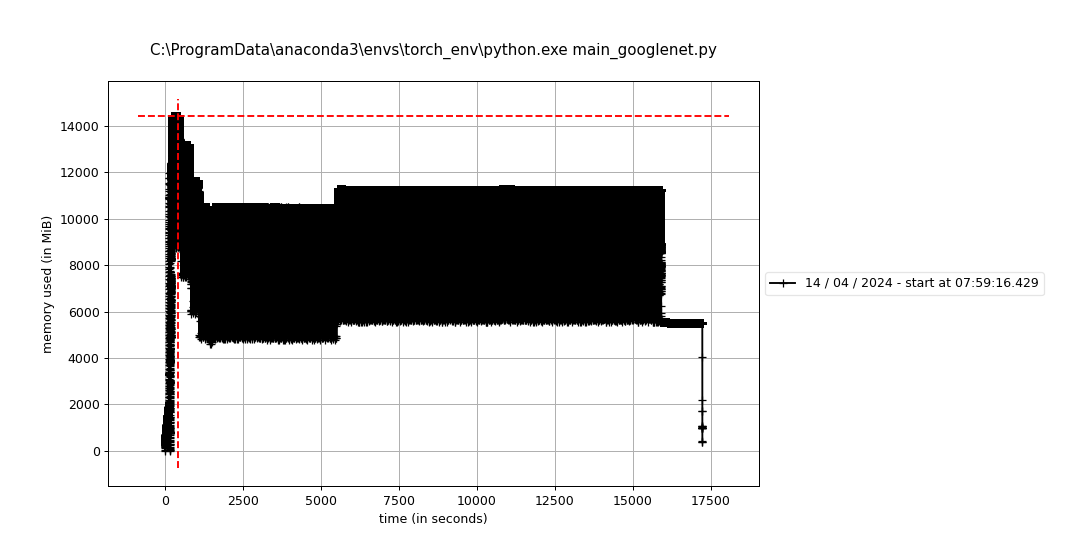 C:\ProgramData\anaconda3\envs\torch_env\python.exe main_googlenet.py
14000
12000
10000
8000
6000
4000
2000
0
memory used (in MiB)
0 2500 5000 7500 10000 12500 15000 17500
time (in seconds)
14 / 04 / 2024 - start at 07:59:16.429